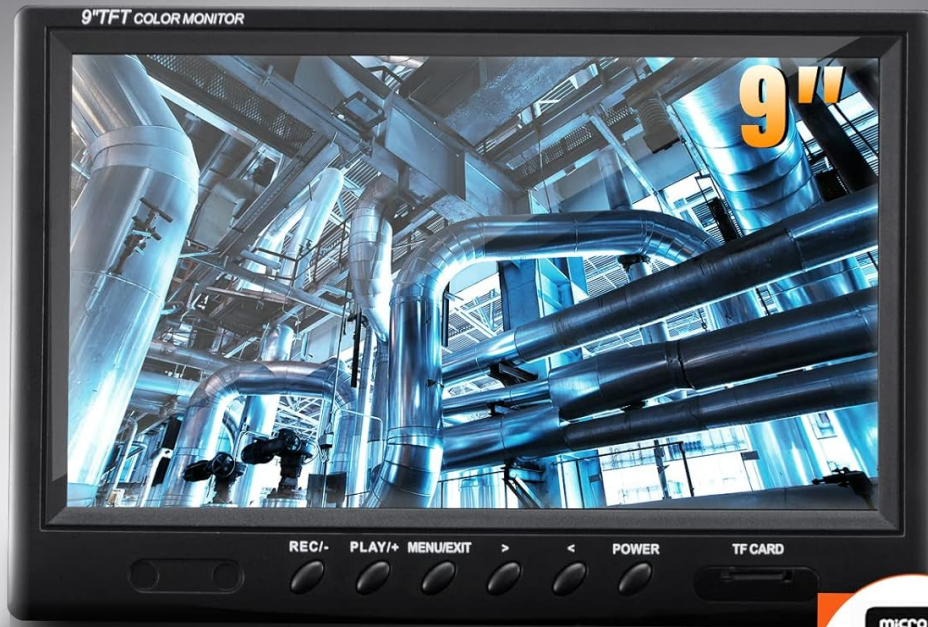 9"TFT COLOR MONITOR
9"
REC/- PLAY/+ MENU/EXIT > < POWER TF CARD
micro